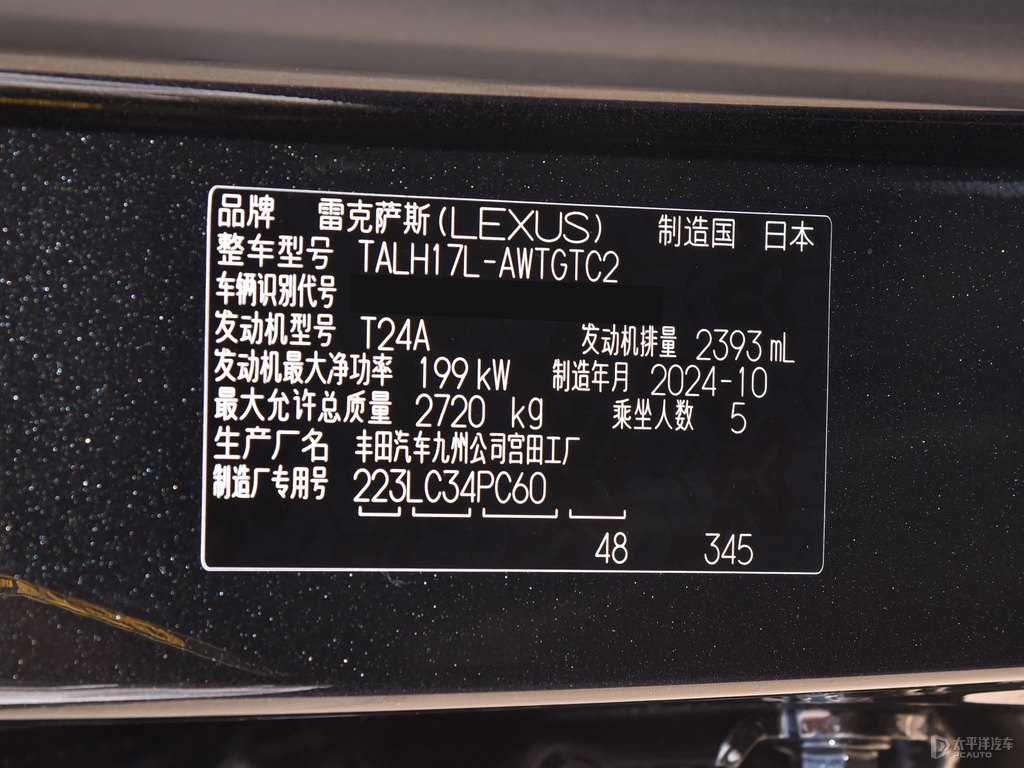 品牌 雷克萨斯(LEXUS) 制造国 日本
整车型号 TALH17L-AWTGTC2
车辆识别代号
发动机型号 T24A 发动机排量 2393 mL
发动机最大净功率 199 kW 制造年月 2024-10
最大允许总质量 2720 kg 乘坐人数 5
生产厂名 丰田汽车九州公司宫田工厂
制造厂专用号 223LC34PC60
48 345
太平洋汽车
PCAUTO